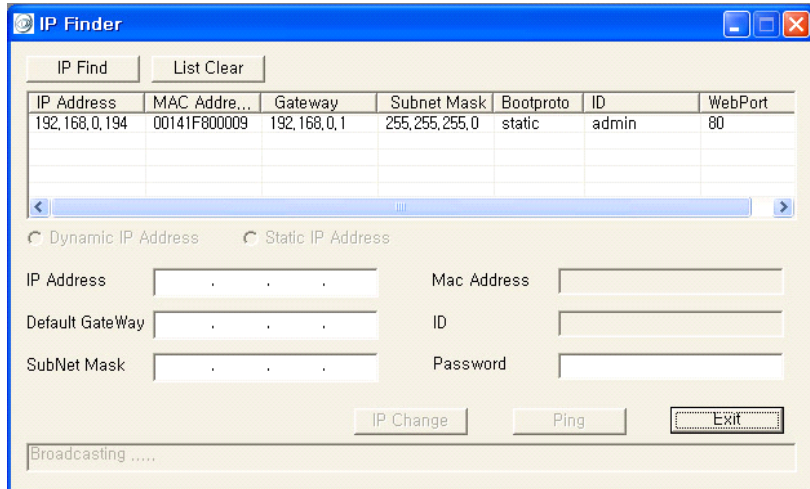 IP Finder
IP Find List Clear
IP Address MAC Addre... Gateway Subnet Mask Bootproto ID WebPort
192,168,0,194 00141F800009 192,168,0,1 255,255,255,0 static admin 80
Dynamic IP Address Static IP Address
IP Address . . . Mac Address
Default GateWay . . . ID
SubNet Mask . . . Password
IP Change Ping Exit
Broadcasting .....